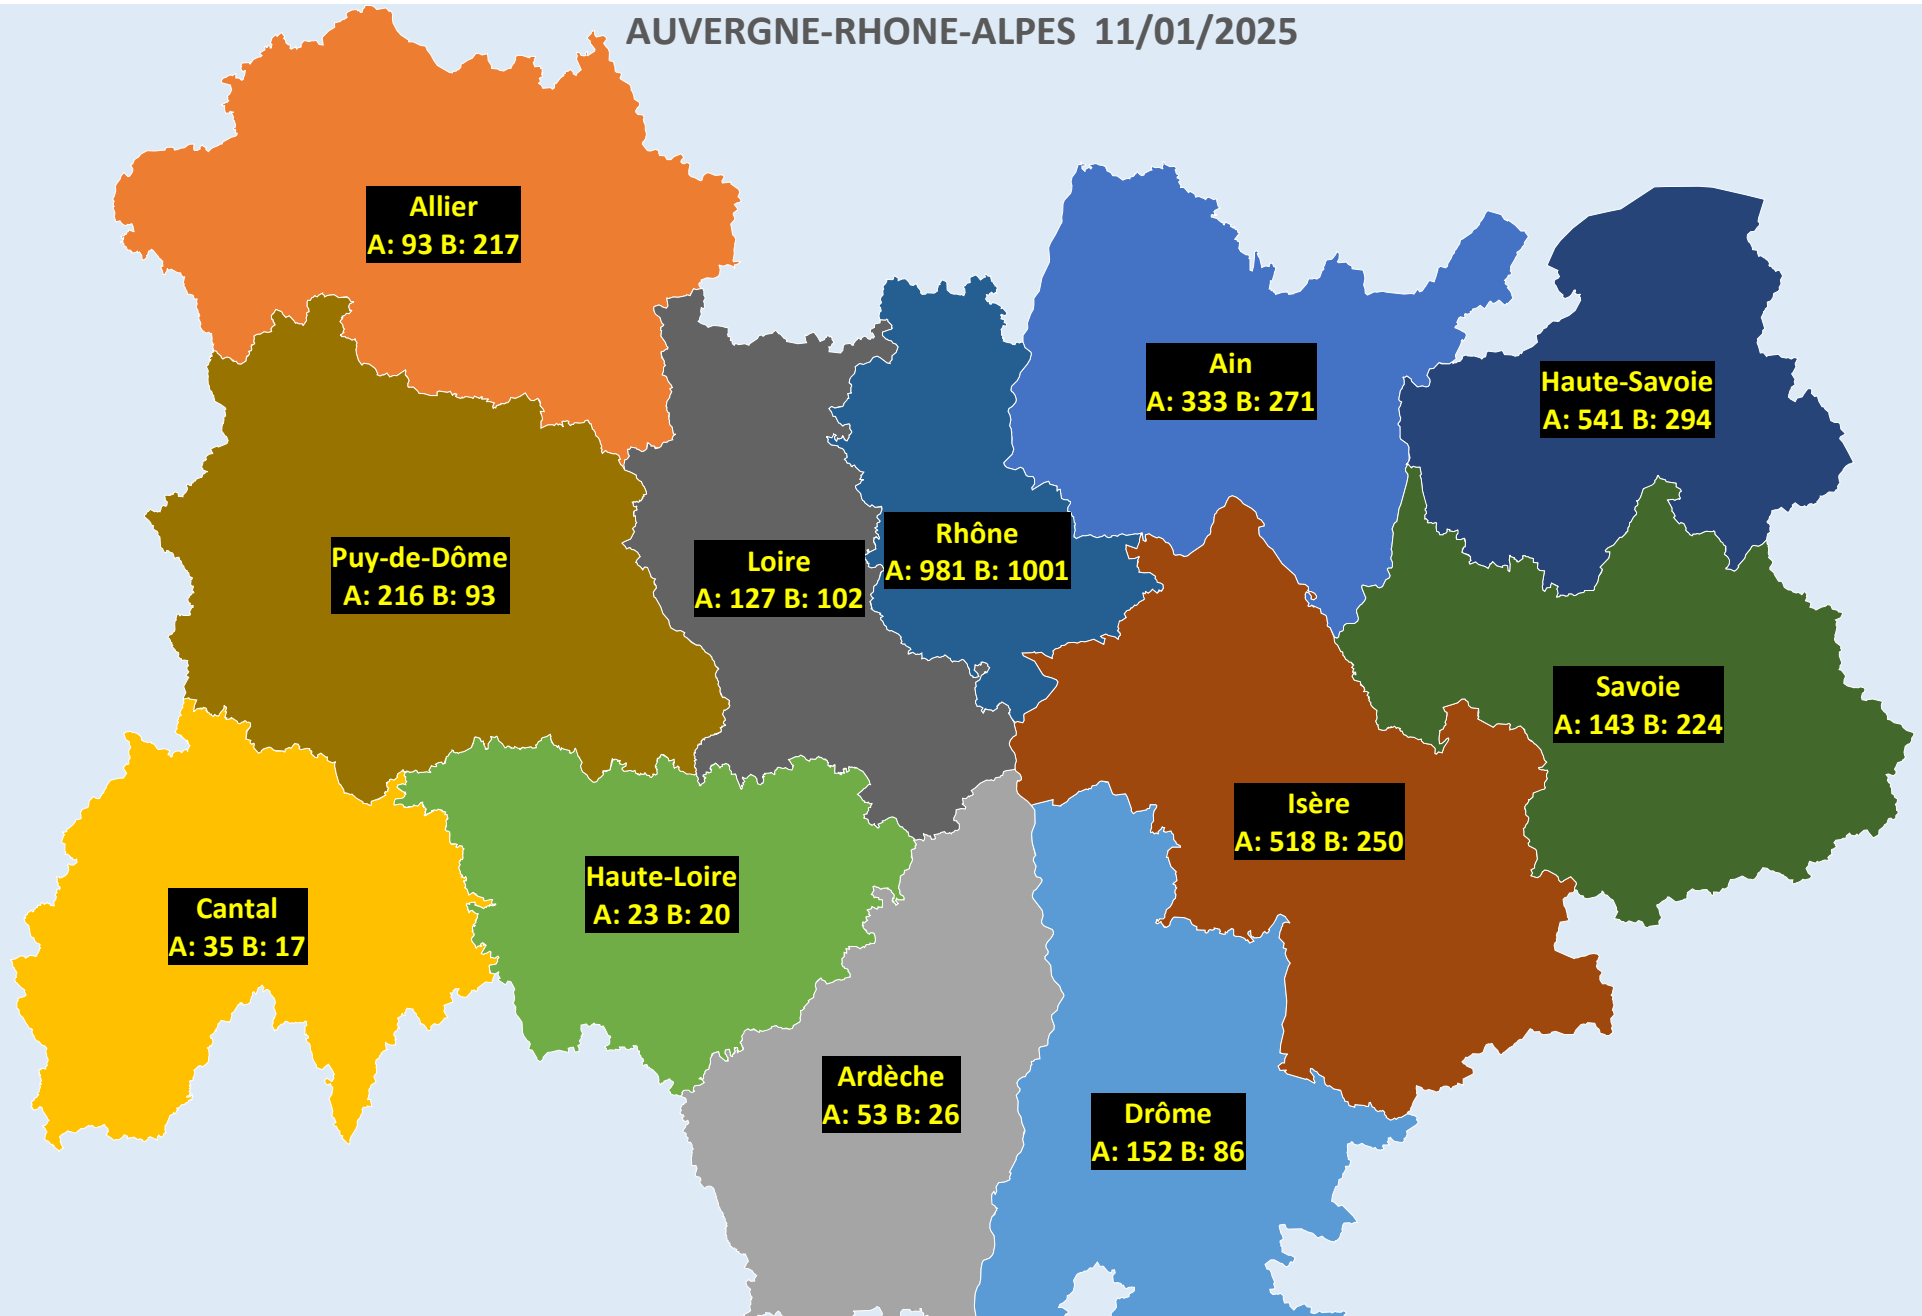 AUVERGNE-RHONE-ALPES 11/01/2025
Allier
A: 93 B: 217
Ain
A: 333 B: 271
Haute-Savoie
A: 541 B: 294
Puy-de-Dôme
A: 216 B: 93
Loire
A: 127 B: 102
Rhône
A: 981 B: 1001
Savoie
A: 143 B: 224
Isère
A: 518 B: 250
Cantal
A: 35 B: 17
Haute-Loire
A: 23 B: 20
Ardèche
A: 53 B: 26
Drôme
A: 152 B: 86